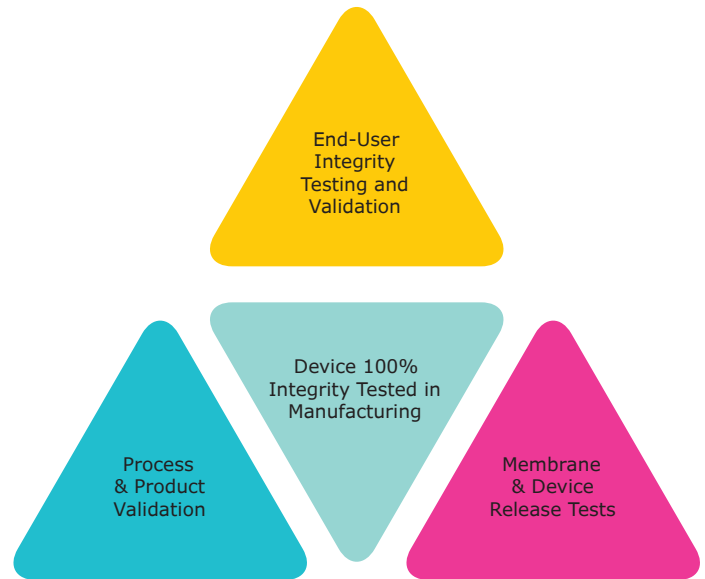 End-User
Integrity
Testing and
Validation
Device 100%
Integrity Tested in
Manufacturing
Process
& Product
Validation
Membrane
& Device
Release Tests